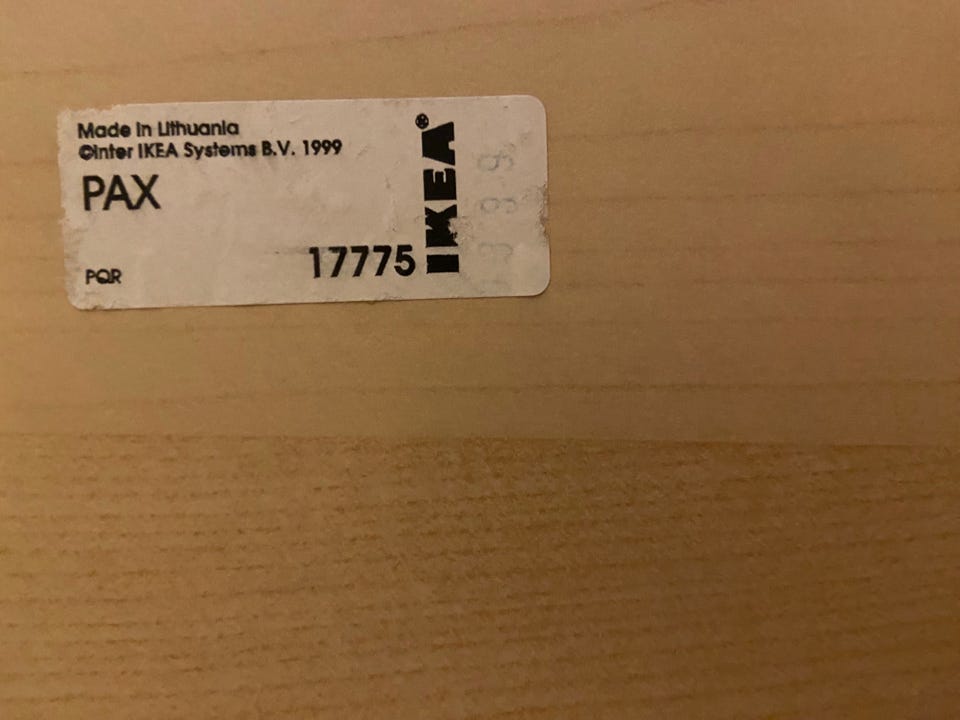 Made in Lithuania
©Inter IKEA Systems B.V. 1999
PAX
PQR
17775
IKEA®